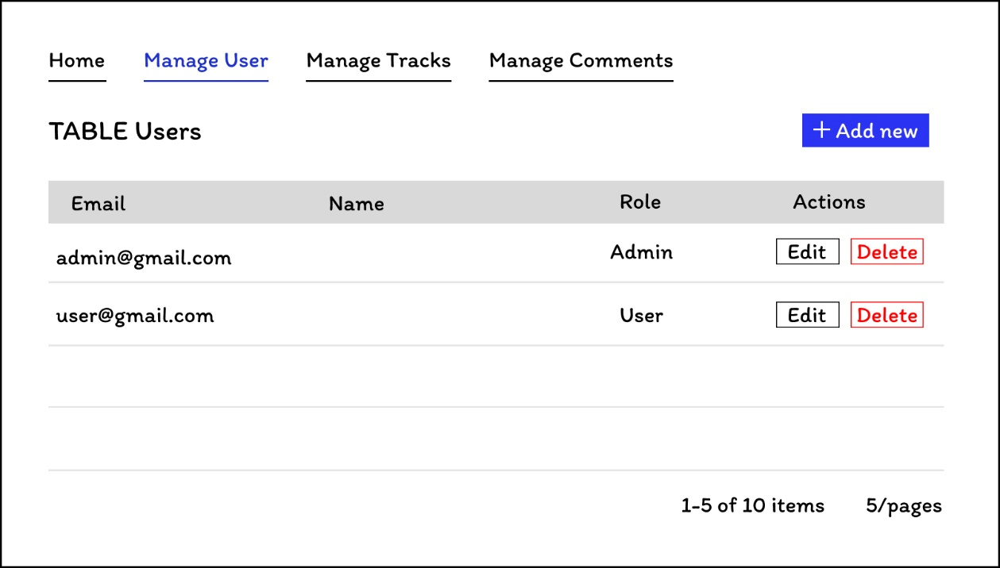 Home Manage User Manage Tracks Manage Comments
TABLE Users + Add new
Email Name Role Actions
admin@gmail.com Admin Edit Delete
user@gmail.com User Edit Delete
1-5 of 10 items 5/pages